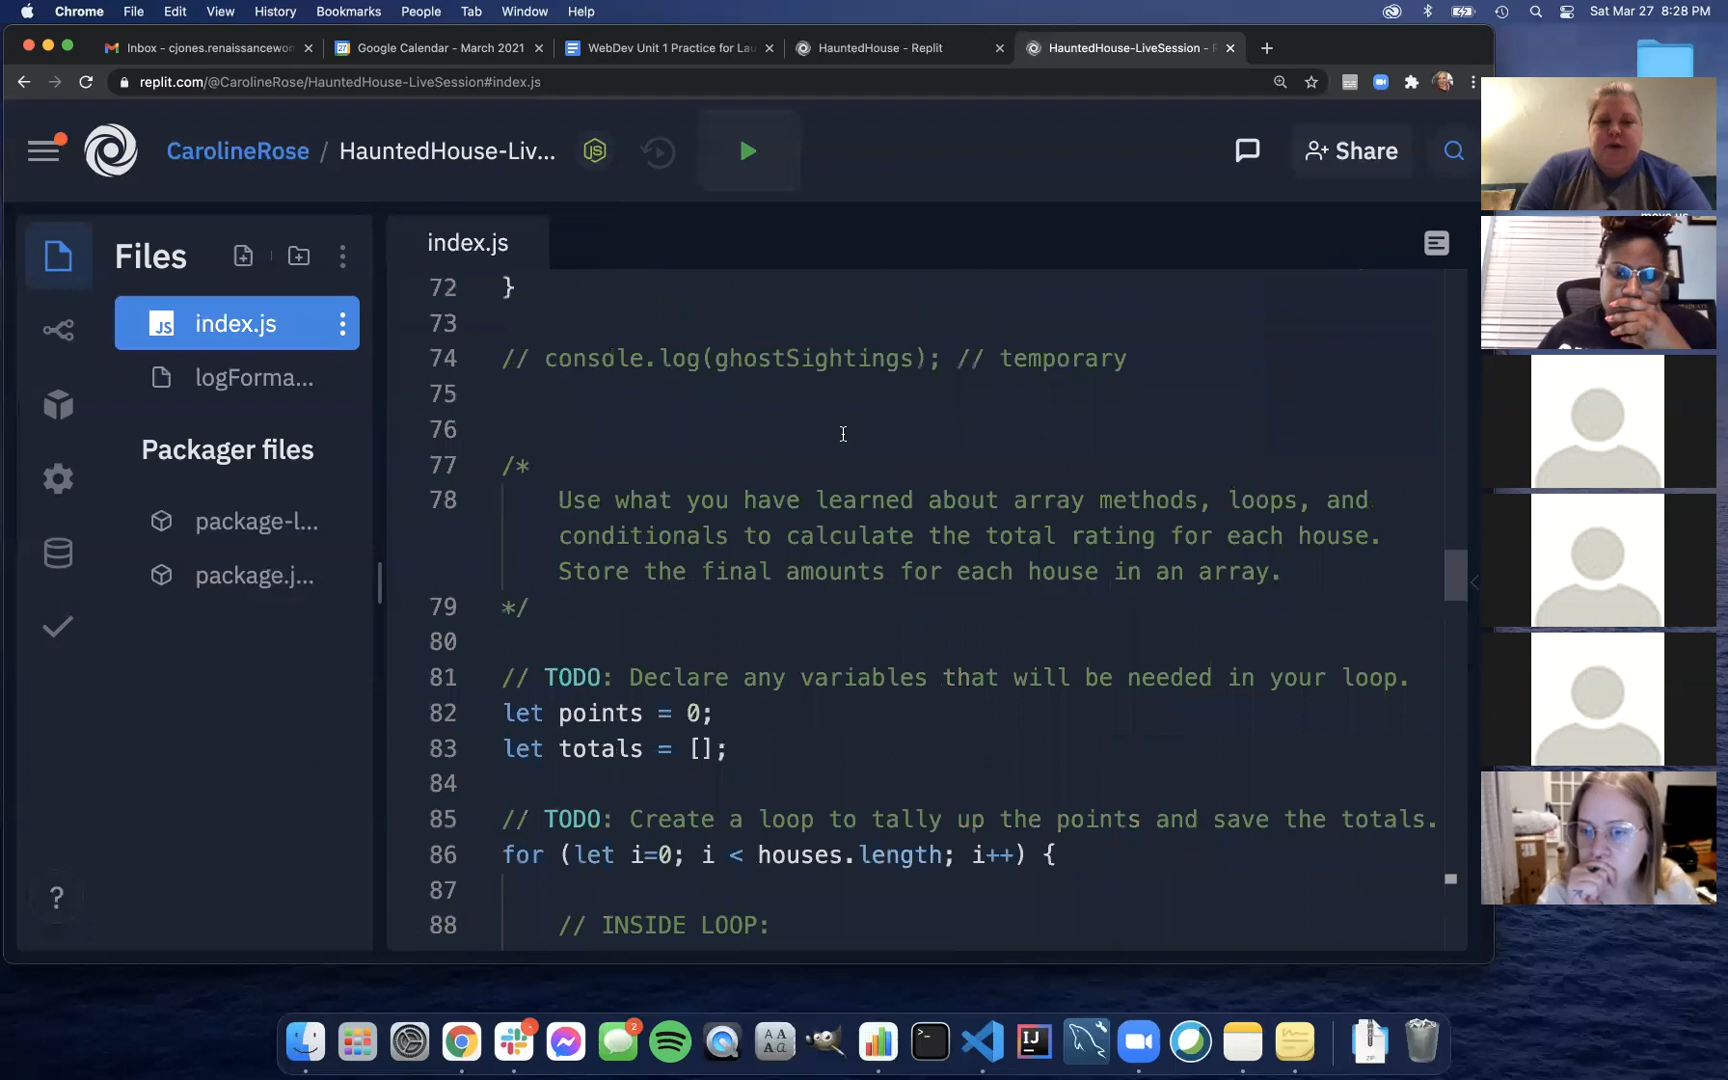 Chrome File Edit View History Bookmarks People Tab Window Help Sat Mar 27 8:28 PM
Inbox - cjones.renaissancewon
Google Calendar - March 2021
WebDev Unit 1 Practice for Lau
HauntedHouse - Replit
HauntedHouse-LiveSession - R
replit.com/@CarolineRose/HauntedHouse-LiveSession#index.js
CarolineRose / HauntedHouse-Liv... JS Share
Files
index.js
JS index.js
logForma...
Packager files
package-l...
package.j...
?
72 }
73
74 // console.log(ghostSightings); // temporary
75
76
77 /*
78 Use what you have learned about array methods, loops, and
conditionals to calculate the total rating for each house.
Store the final amounts for each house in an array.
79 */
80
81 // TODO: Declare any variables that will be needed in your loop.
82 let points = 0;
83 let totals = [];
84
85 // TODO: Create a loop to tally up the points and save the totals.
86 for (let i=0; i < houses.length; i++) {
87
88 // INSIDE LOOP:
2
IJ
ZIP